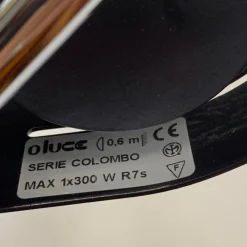 oluce 0,6 m CE
SERIE COLOMBO
MAX 1x300 W R7s
F